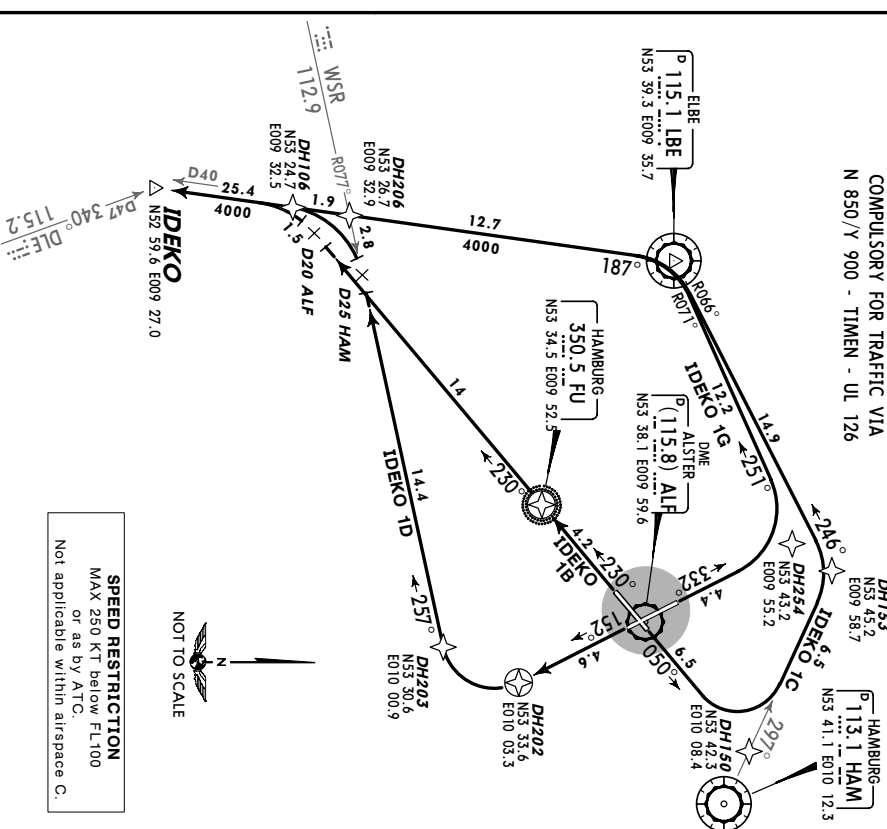 COMPULSORY FOR TRAFFIC VIA
N 850/Y 900 - TIMEN - UL 126
ELBE
D 115.1 LBE
N53 39.3 E009 35.7
187°
R066°
R071°
12.7
4000
12.2
IDEKO 1G
251°
14.9
246°
DH153
N53 45.2
E009 58.7
DH254
N53 43.2
E009 55.2
IDEKO 1C
6.5
HAMBURG
D 113.1 HAM
N53 41.1 E010 12.3
297°
DH150
N53 42.3
E010 08.4
6.5
050°
DME
ALSTER
D (115.8) ALF
N53 38.1 E009 59.6
332°
4.4
230°
4.2
IDEKO
1B
152°
4.6
DH202
N53 33.6
E010 03.3
DH203
N53 30.6
E010 00.9
257°
14.4
IDEKO 1D
HAMBURG
350.5 FU
N53 34.5 E009 52.5
230°
14
D25 HAM
D20 ALF
WSR
112.9
R077°
DH206
N53 26.7
E009 32.9
2.8
1.9
1.5
DH106
N53 24.7
E009 32.5
25.4
4000
D40
IDEKO
N52 59.6 E009 27.0
D47 340° DLE
115.2
N
NOT TO SCALE
SPEED RESTRICTION
MAX 250 KT below FL100
or as by ATC.
Not applicable within airspace C.